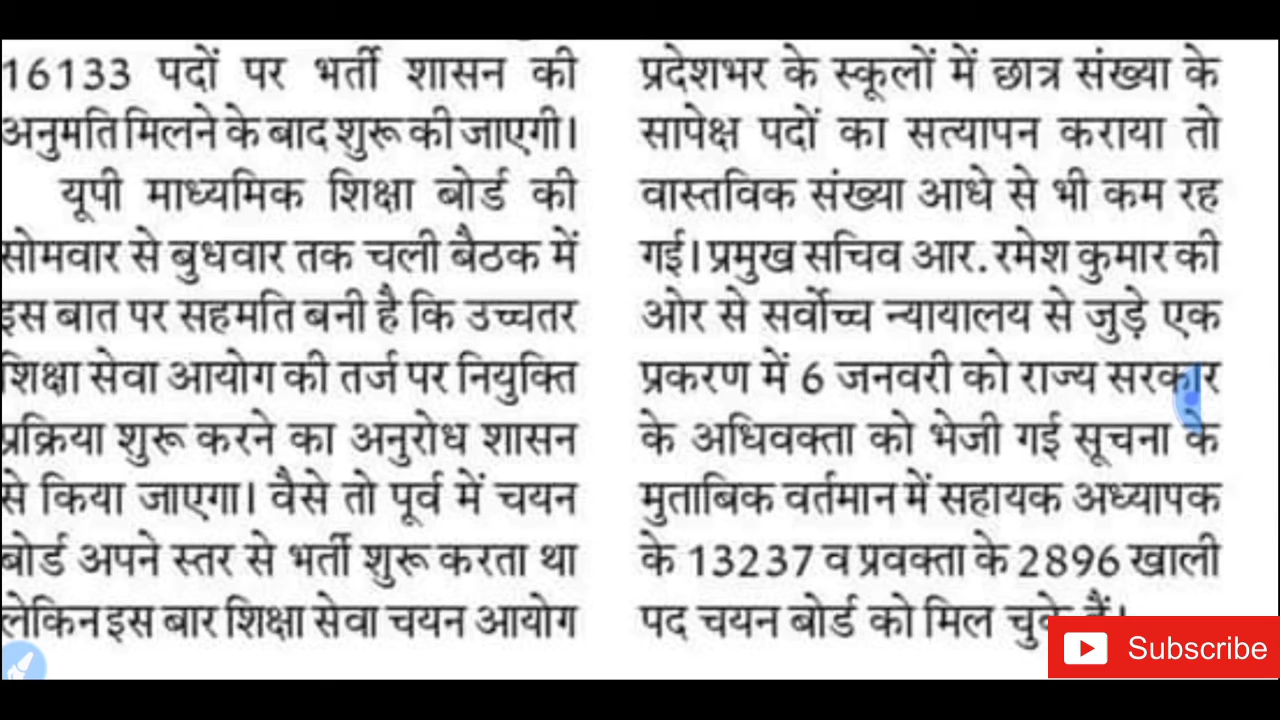 16133 पदों पर भर्ती शासन की
अनुमति मिलने के बाद शुरू की जाएगी।
यूपी माध्यमिक शिक्षा बोर्ड की
सोमवार से बुधवार तक चली बैठक में
इस बात पर सहमति बनी है कि उच्चतर
शिक्षा सेवा आयोग की तर्ज पर नियुक्ति
प्रक्रिया शुरू करने का अनुरोध शासन
से किया जाएगा। वैसे तो पूर्व में चयन
बोर्ड अपने स्तर से भर्ती शुरू करता था
लेकिन इस बार शिक्षा सेवा चयन आयोग
प्रदेशभर के स्कूलों में छात्र संख्या के
सापेक्ष पदों का सत्यापन कराया तो
वास्तविक संख्या आधे से भी कम रह
गई। प्रमुख सचिव आर. रमेश कुमार की
ओर से सर्वोच्च न्यायालय से जुड़े एक
प्रकरण में 6 जनवरी को राज्य सरकार
के अधिवक्ता को भेजी गई सूचना के
मुताबिक वर्तमान में सहायक अध्यापक
के 13237 व प्रवक्ता के 2896 खाली
पद चयन बोर्ड को मिल चुके हैं।
Subscribe